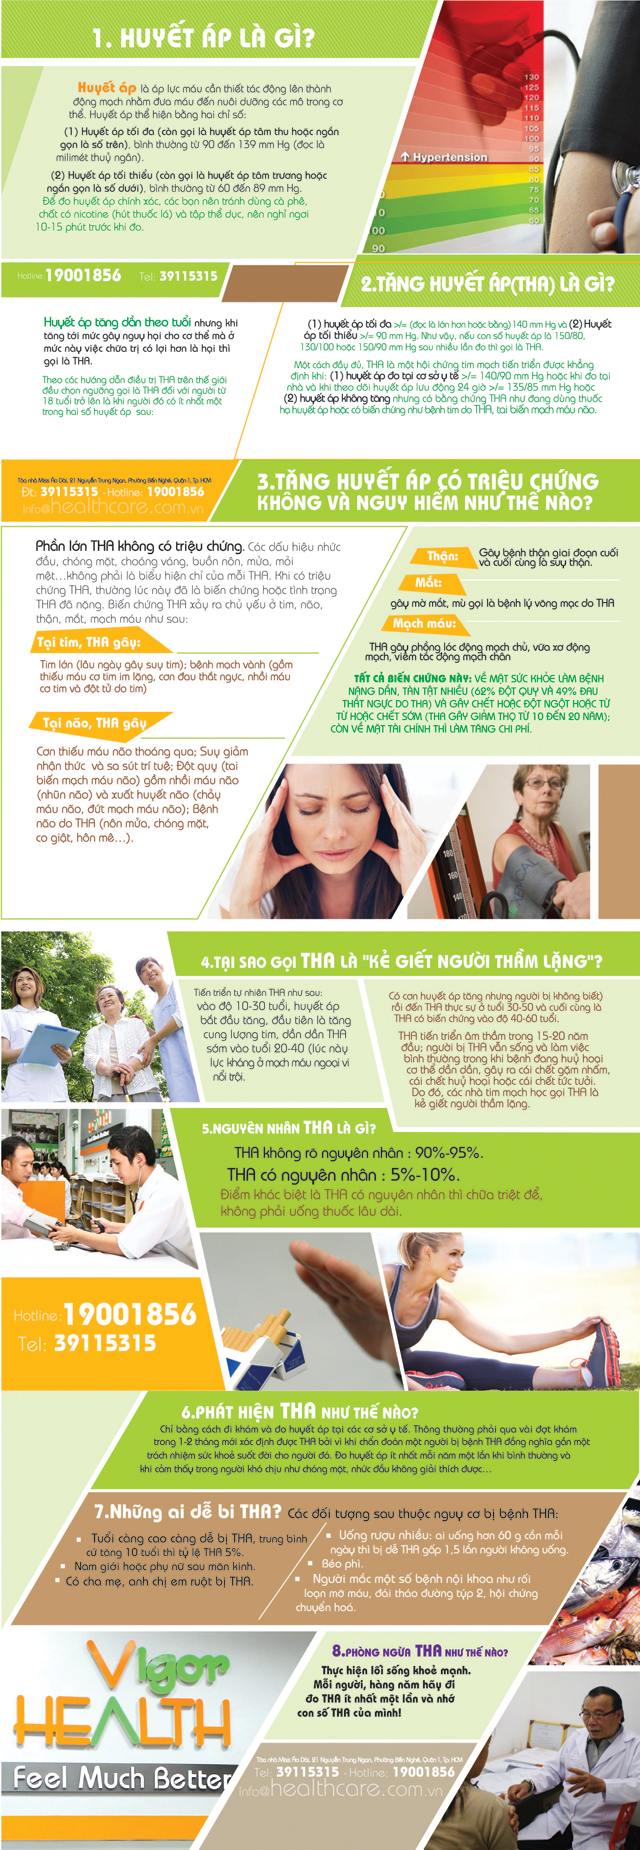 1. HUYẾT ÁP LÀ GÌ?
Huyết áp là áp lực máu cần thiết tác động lên thành
động mạch nhằm đưa máu đến nuôi dưỡng các mô trong cơ
thể. Huyết áp thể hiện bằng hai chỉ số:
(1) Huyết áp tối đa (còn gọi là huyết áp tâm thu hoặc ngắn
gọn là số trên), bình thường từ 90 đến 139 mm Hg (đọc là
milimét thuỷ ngân).
(2) Huyết áp tối thiểu (còn gọi là huyết áp tâm trương hoặc
ngắn gọn là số dưới), bình thường từ 60 đến 89 mm Hg.
Để đo huyết áp chính xác, các bạn nên tránh dùng cà phê,
chất có nicotine (hút thuốc lá) và tập thể dục, nên nghỉ ngơi
10-15 phút trước khi đo.
130
125
120
115
110
105
100
95
90
85
80
75
70
65
60
Hypertension
100
90
Hotline: 19001856 Tel: 39115315
2.TĂNG HUYẾT ÁP(THA) LÀ GÌ?
Huyết áp tăng dần theo tuổi nhưng khi
tăng tới mức gây nguy hại cho cơ thể mà ở
mức này việc chữa trị có lợi hơn là hại thì
gọi là THA.
Theo các hướng dẫn điều trị THA trên thế giới
đều chọn ngưỡng gọi là THA đối với người từ
18 tuổi trở lên là khi người đó có ít nhất một
trong hai số huyết áp sau:
(1) huyết áp tối đa >/= (đọc là lớn hơn hoặc bằng) 140 mm Hg và (2) Huyết
áp tối thiểu >/= 90 mm Hg. Như vậy, nếu con số huyết áp là 150/80,
130/100 hoặc 150/90 mm Hg sau nhiều lần đo thì gọi là THA.
Một cách đầy đủ, THA là một hội chứng tim mạch tiến triển được khẳng
định khi: (1) huyết áp đo tại cơ sở y tế >/= 140/90 mm Hg hoặc khi đo tại
nhà và khi theo dõi huyết áp lưu động 24 giờ >/= 135/85 mm Hg hoặc
(2) huyết áp không tăng nhưng có bằng chứng THA như đang dùng thuốc
hạ huyết áp hoặc có biến chứng như bệnh tim do THA, tai biến mạch máu não.
Tòa nhà Miss Áo Dài, 21 Nguyễn Trung Ngạn, Phường Bến Nghé, Quận 1, Tp. HCM
Đt: 39115315 -Hotline: 19001856
Info@healthcare.com.vn
3.TĂNG HUYẾT ÁP CÓ TRIỆU CHỨNG
KHÔNG VÀ NGUY HIỂM NHƯ THẾ NÀO?
Phần lớn THA không có triệu chứng. Các dấu hiệu nhức
đầu, chóng mặt, choáng váng, buồn nôn, mửa, mỏi
mệt...không phải là biểu hiện chỉ của mỗi THA. Khi có triệu
chứng THA, thường lúc này đã là biến chứng hoặc tình trạng
THA đã nặng. Biến chứng THA xảy ra chủ yếu ở tim, não,
thận, mắt, mạch máu như sau:
Tại tim, THA gây:
Tim lớn (lâu ngày gây suy tim); bệnh mạch vành (gồm
thiếu máu cơ tim im lặng, cơn đau thắt ngực, nhồi máu
cơ tim và đột tử do tim)
Tại não, THA gây
Cơn thiếu máu não thoáng qua; Suy giảm
nhận thức và sa sút trí tuệ; Đột quỵ (tai
biến mạch máu não) gồm nhồi máu não
(nhũn não) và xuất huyết não (chảy
máu não, đứt mạch máu não); Bệnh
não do THA (nôn mửa, chóng mặt,
co giật, hôn mê...).
Thận: Gây bệnh thận giai đoạn cuối
và cuối cùng là suy thận.
Mắt:
gây mờ mắt, mù gọi là bệnh lý võng mạc do THA
Mạch máu:
THA gây phồng lóc động mạch chủ, vữa xơ động
mạch, viêm tắc động mạch chân
TẤT CẢ BIẾN CHỨNG NÀY: VỀ MẶT SỨC KHỎE LÀM BỆNH
NẶNG DẦN, TÀN TẬT NHIỀU (62% ĐỘT QUỴ VÀ 49% ĐAU
THẮT NGỰC DO THA) VÀ GÂY CHẾT HOẶC ĐỘT NGỘT HOẶC TỪ
TỪ HOẶC CHẾT SỚM (THA GÂY GIẢM THỌ TỪ 10 ĐẾN 20 NĂM);
CÒN VỀ MẶT TÀI CHÍNH THÌ LÀM TĂNG CHI PHÍ.
180
160
140
4.TẠI SAO GỌI THA LÀ "KẺ GIẾT NGƯỜI THẦM LẶNG"?
Tiến triển tự nhiên THA như sau:
vào độ 10-30 tuổi, huyết áp
bắt đầu tăng, đầu tiên là tăng
cung lượng tim, dần dần THA
sớm vào tuổi 20-40 (lúc này
lực kháng ở mạch máu ngoại vi
nổi trội.
Có cơn huyết áp tăng nhưng người bị không biết)
rồi đến THA thực sự ở tuổi 30-50 và cuối cùng là
THA có biến chứng vào độ 40-60 tuổi.
THA tiến triển âm thầm trong 15-20 năm
đầu; người bị THA vẫn sống và làm việc
bình thường trong khi bệnh đang huỷ hoại
cơ thể dần dần, gây ra cái chết gặm nhấm,
cái chết huỷ hoại hoặc cái chết tức tưởi.
Do đó, các nhà tim mạch học gọi THA là
kẻ giết người thầm lặng.
5.NGUYÊN NHÂN THA LÀ GÌ?
THA không rõ nguyên nhân : 90%-95%.
THA có nguyên nhân : 5%-10%.
Điểm khác biệt là THA có nguyên nhân thì chữa triệt để,
không phải uống thuốc lâu dài.
Hotline: 19001856
Tel: 39115315
6.PHÁT HIỆN THA NHƯ THẾ NÀO?
Chỉ bằng cách đi khám và đo huyết áp tại các cơ sở y tế. Thông thường phải qua vài đợt khám
trong 1-2 tháng mới xác định được THA bởi vì khi chẩn đoán một người bị bệnh THA đồng nghĩa gắn một
trách nhiệm sức khoẻ suốt đời cho người đó. Đo huyết áp ít nhất mỗi năm một lần khi bình thường và
khi cảm thấy trong người khó chịu như chóng mặt, nhức đầu không giải thích được...
7.Những ai dễ bị THA? Các đối tượng sau thuộc nguy cơ bị bệnh THA:
Tuổi càng cao càng dễ bị THA, trung bình
cứ tăng 10 tuổi thì tỷ lệ THA 5%.
Nam giới hoặc phụ nữ sau mãn kinh.
Có cha mẹ, anh chị em ruột bị THA.
Uống rượu nhiều: ai uống hơn 60 g cồn mỗi
ngày thì bị dễ THA gấp 1,5 lần người không uống.
Béo phì.
Người mắc một số bệnh nội khoa như rối
loạn mỡ máu, đái tháo đường típ 2, hội chứng
chuyển hoá.
Vigor
HEALTH
Feel Much Better
8.PHÒNG NGỪA THA NHƯ THẾ NÀO?
Thực hiện lối sống khoẻ mạnh.
Mỗi người, hàng năm hãy đi
đo THA ít nhất một lần và nhớ
con số THA của mình!
Tòa nhà Miss Áo Dài, 21 Nguyễn Trung Ngạn, Phường Bến Nghé, Quận 1, Tp. HCM
Tel: 39115315 -Hotline: 19001856
info@healthcare.com.vn